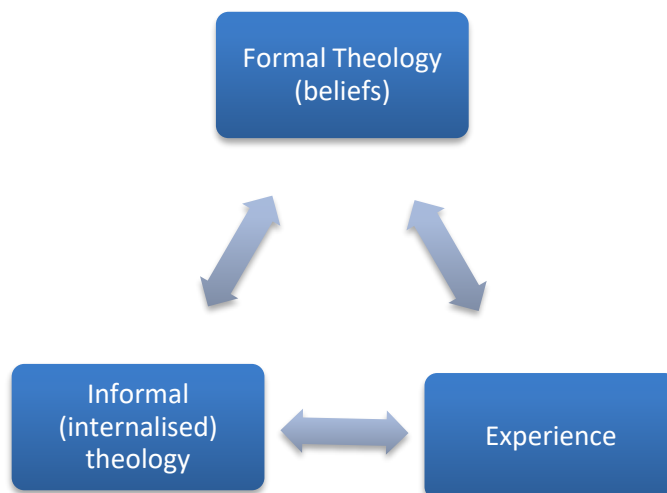 Formal Theology
(beliefs)
Informal
(internalised)
theology
Experience